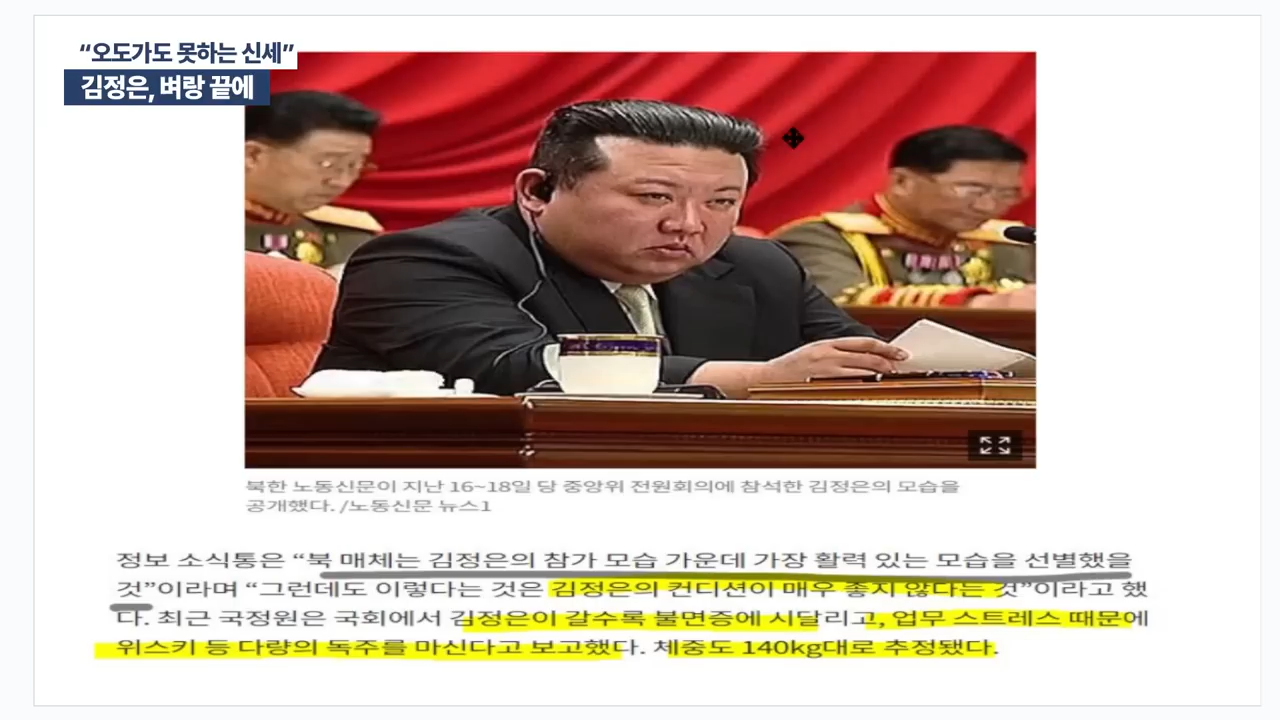 “오도가도 못하는 신세”
김정은, 벼랑 끝에
북한 노동신문이 지난 16~18일 당 중앙위 전원회의에 참석한 김정은의 모습을
공개했다. /노동신문 뉴스1
정보 소식통은 “북 매체는 김정은의 참가 모습 가운데 가장 활력 있는 모습을 선별했을
것”이라며 “그런데도 이렇다는 것은 김정은의 컨디션이 매우 좋지 않다는 것”이라고 했
다. 최근 국정원은 국회에서 김정은이 갈수록 불면증에 시달리고, 업무 스트레스 때문에
위스키 등 다량의 독주를 마신다고 보고했다. 체중도 140kg대로 추정됐다.